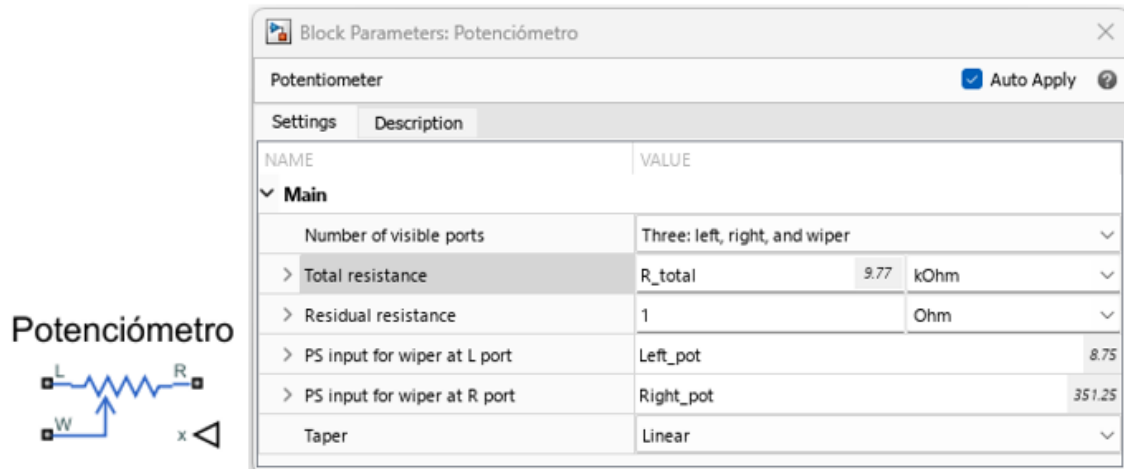 Block Parameters: Potenciómetro
Potentiometer
Auto Apply
Settings Description
NAME VALUE
Main
Number of visible ports Three: left, right, and wiper
Total resistance R_total 9.77 kOhm
Residual resistance 1 Ohm
PS input for wiper at L port Left_pot 8.75
PS input for wiper at R port Right_pot 351.25
Taper Linear
Potenciómetro
L R
W x